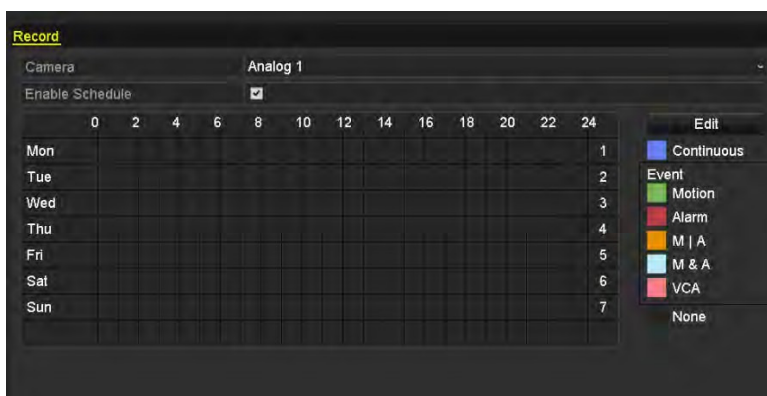 Record
Camera Analog 1
Enable Schedule
0 2 4 6 8 10 12 14 16 18 20 22 24
Mon 1
Tue 2
Wed 3
Thu 4
Fri 5
Sat 6
Sun 7
Edit
Continuous
Event
Motion
Alarm
M | A
M & A
VCA
None